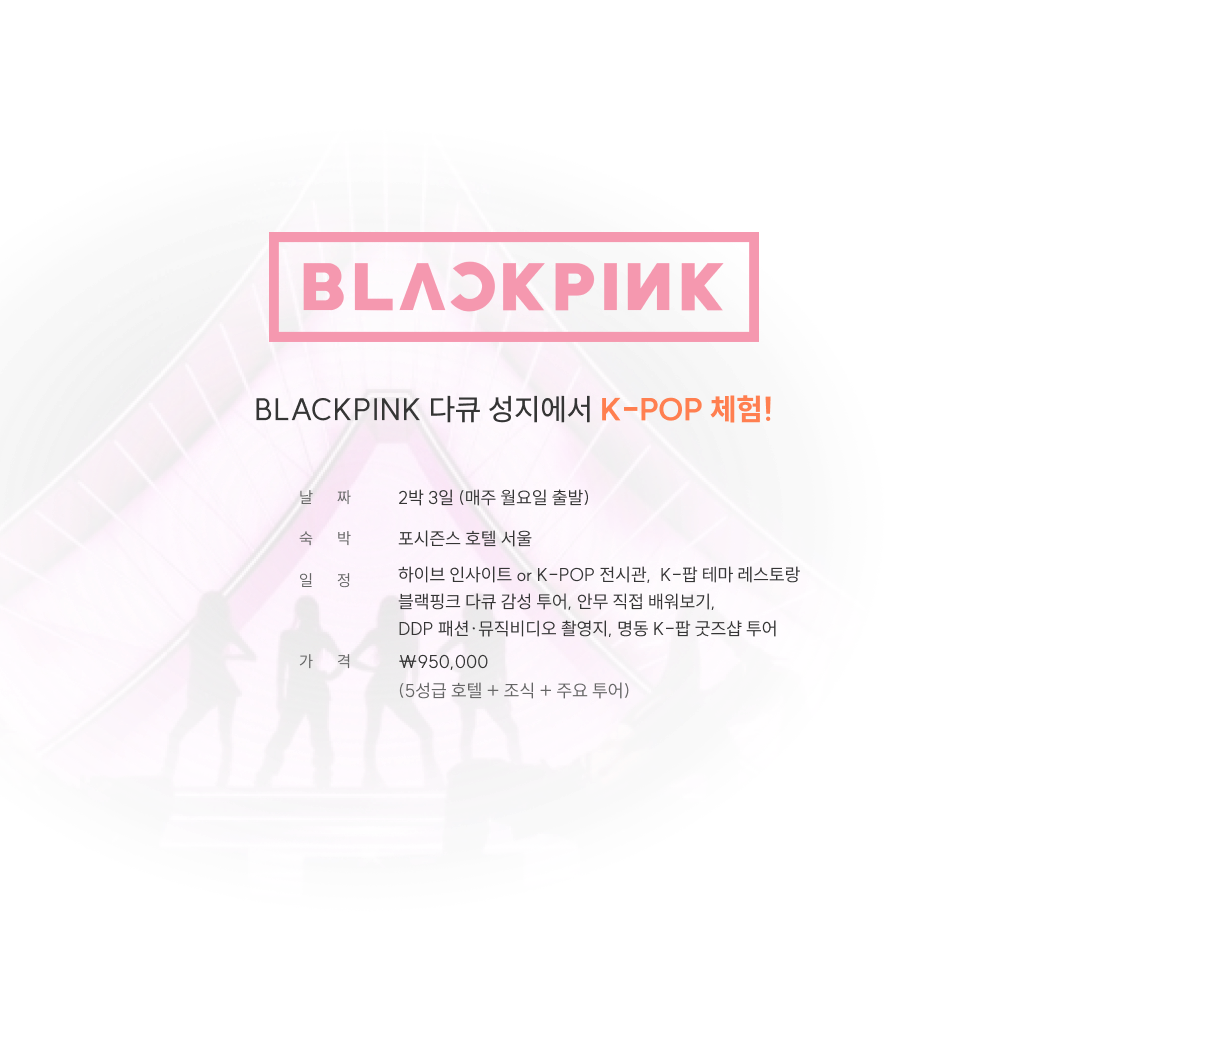 BLACKPINK
BLACKPINK 다큐 성지에서 K-POP 체험!
날 짜 2박 3일 (매주 월요일 출발)
숙 박 포시즌스 호텔 서울
일 정 하이브 인사이트 or K-POP 전시관, K-팝 테마 레스토랑
블랙핑크 다큐 감성 투어, 안무 직접 배워보기,
DDP 패션·뮤직비디오 촬영지, 명동 K-팝 굿즈샵 투어
가 격 ₩950,000
(5성급 호텔 + 조식 + 주요 투어)